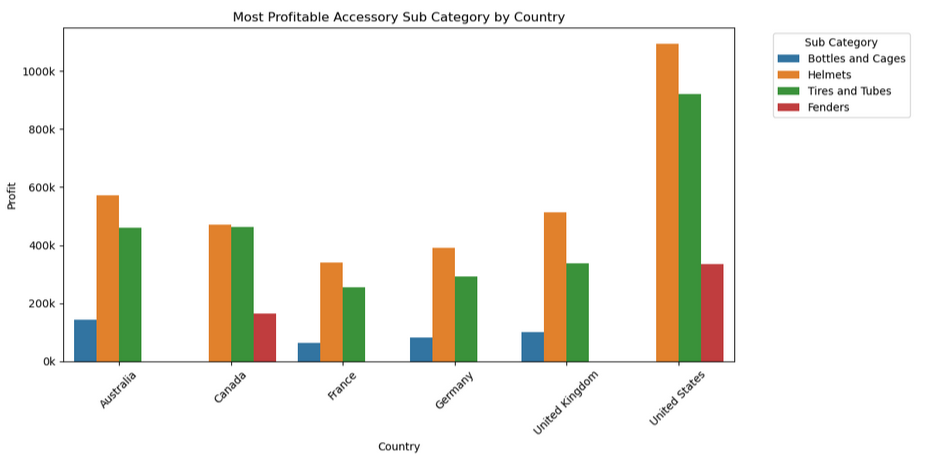 Most Profitable Accessory Sub Category by Country
Sub Category
Bottles and Cages
Helmets
Tires and Tubes
Fenders
Profit
1000k
800k
600k
400k
200k
0k
Australia
Canada
France
Germany
United Kingdom
United States
Country